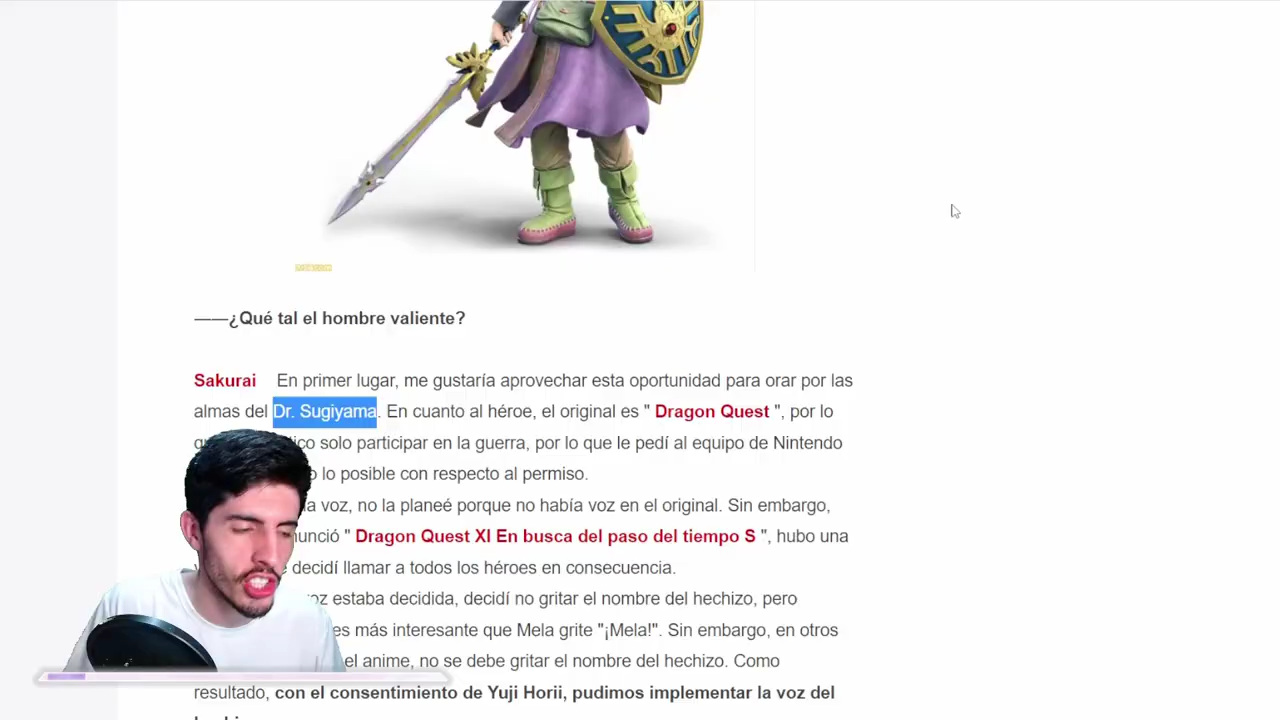 ——¿Qué tal el hombre valiente?
Sakurai En primer lugar, me gustaría aprovechar esta oportunidad para orar por las
almas del Dr. Sugiyama. En cuanto al héroe, el original es " Dragon Quest ", por lo
solo participar en la guerra, por lo que le pedí al equipo de Nintendo
lo posible con respecto al permiso.
voz, no la planeé porque no había voz en el original. Sin embargo,
" Dragon Quest XI En busca del paso del tiempo S ", hubo una
decidí llamar a todos los héroes en consecuencia.
estaba decidida, decidí no gritar el nombre del hechizo, pero
más interesante que Mela grite "¡Mela!". Sin embargo, en otros
el anime, no se debe gritar el nombre del hechizo. Como
resultado, con el consentimiento de Yuji Horii, pudimos implementar la voz del